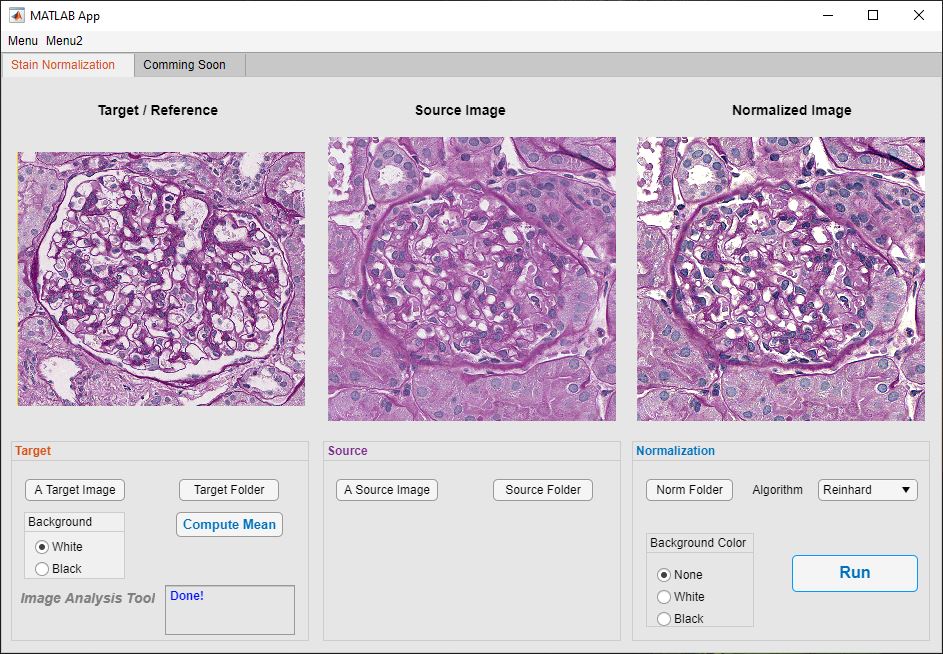 MATLAB App
Menu Menu2
Stain Normalization Comming Soon
Target / Reference Source Image Normalized Image
Target Source Normalization
A Target Image Target Folder A Source Image Source Folder Norm Folder Algorithm Reinhard
Background Compute Mean
White
Black
Background Color
None
White
Black
Run
Image Analysis Tool Done!